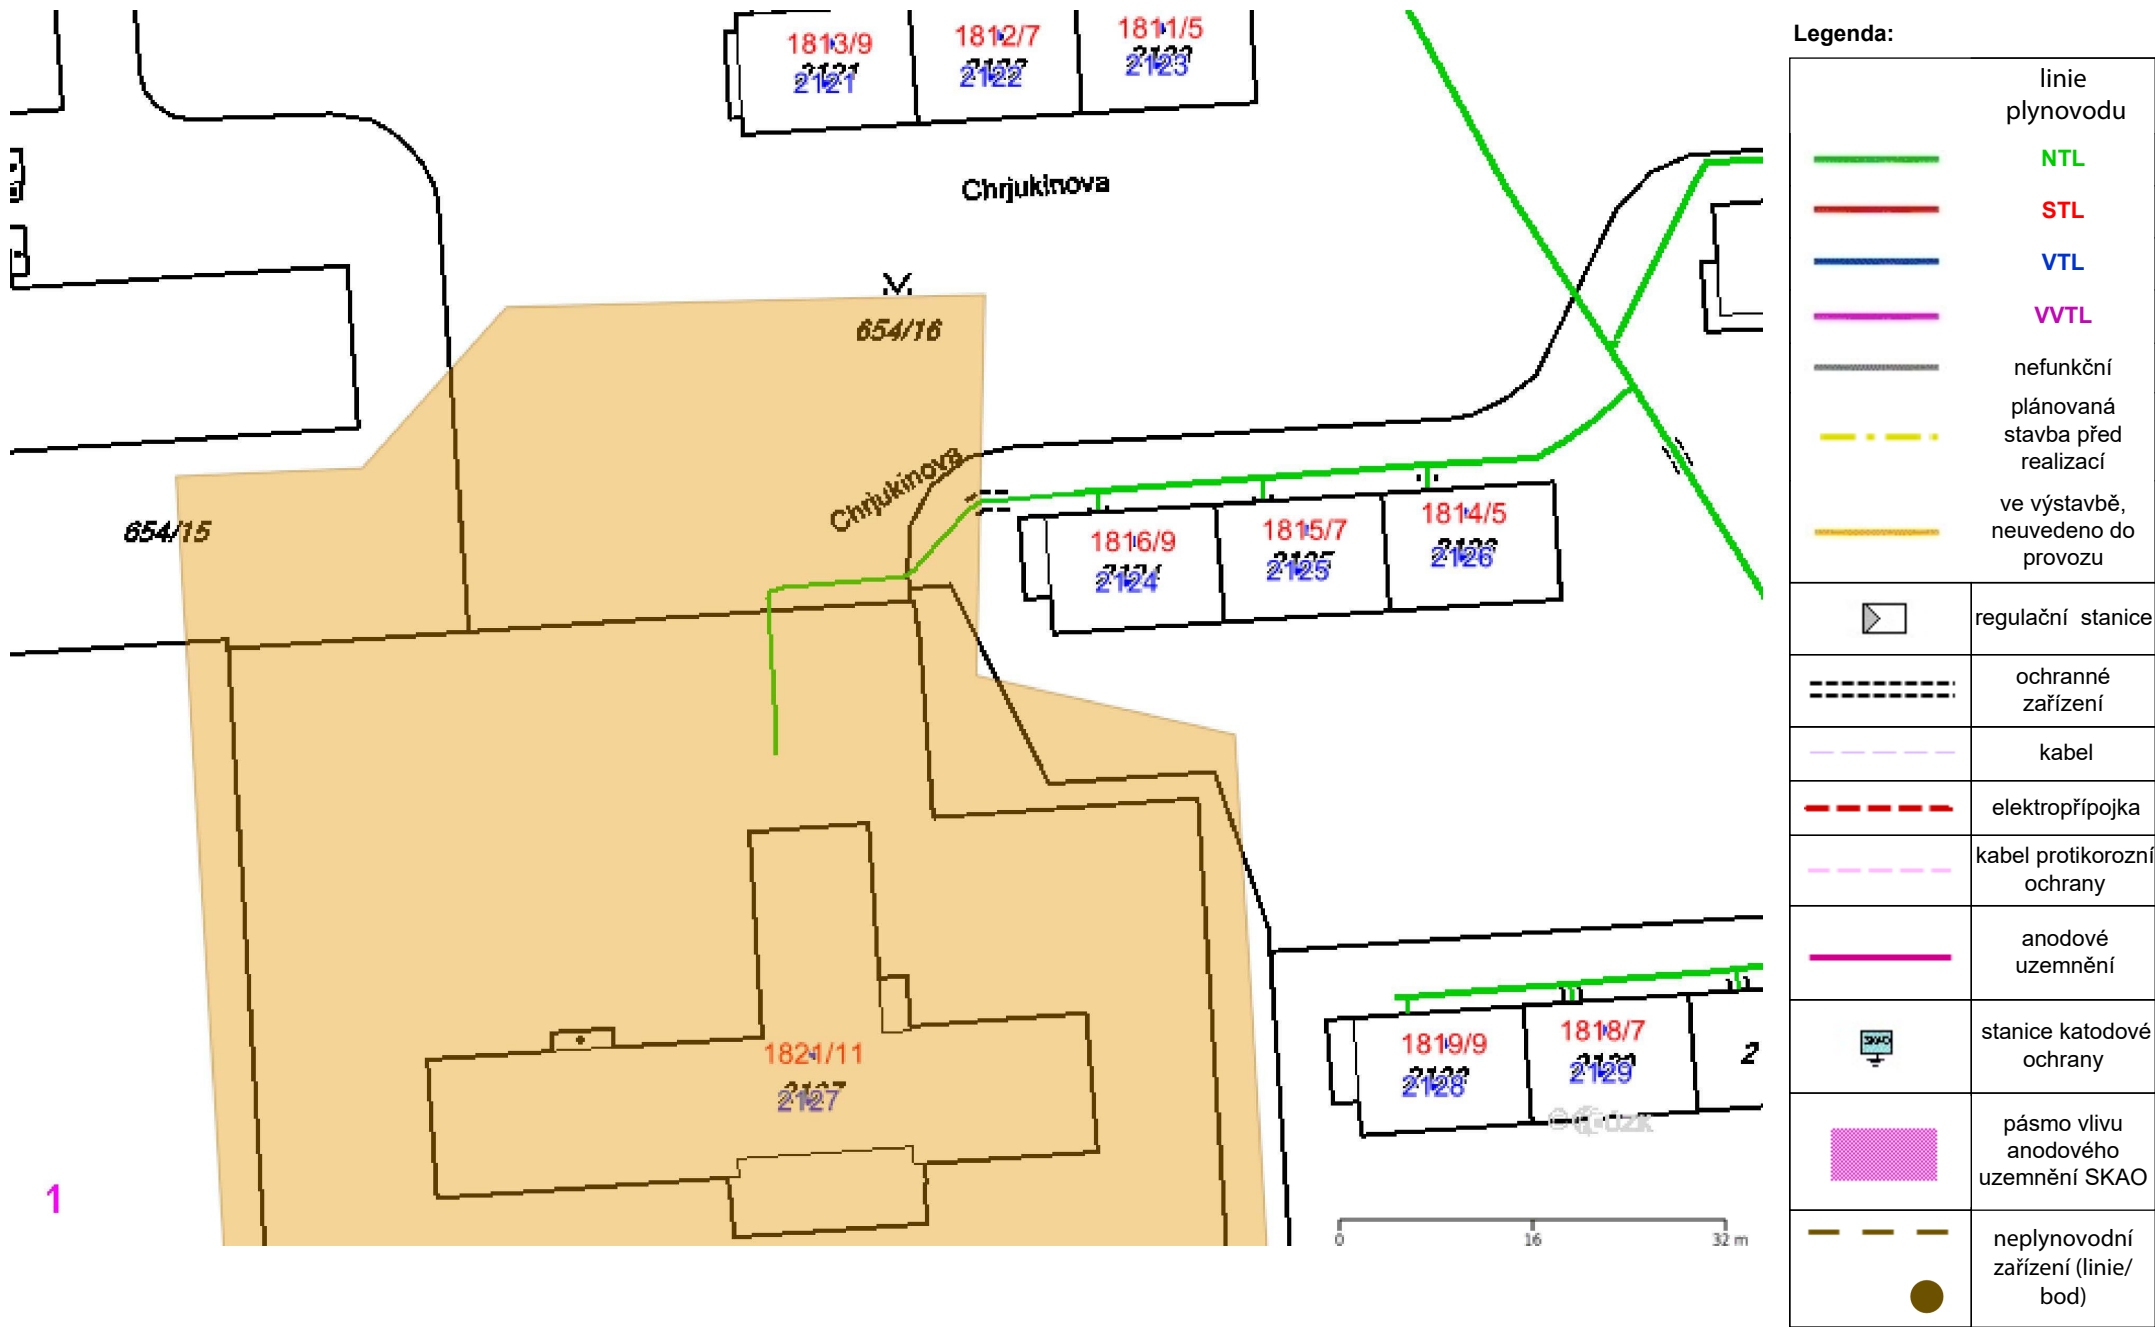 1813/9
2121
1812/7
2122
1811/5
2123
Chrjukinova
654/16
Chrjukinova
654/15
1816/9
2124
1815/7
2125
1814/5
2126
1821/11
2127
1819/9
2128
1818/7
2129
2
1
0 16 32 m
Legenda:
linie
plynovodu
NTL
STL
VTL
VVTL
nefunkční
plánovaná
stavba před
realizací
ve výstavbě,
neuvedeno do
provozu
regulační stanice
ochranné
zařízení
kabel
elektropřípojka
kabel protikorozní
ochrany
anodové
uzemnění
SKAO
stanice katodové
ochrany
pásmo vlivu
anodového
uzemnění SKAO
neplynovodní
zařízení (linie/
bod)